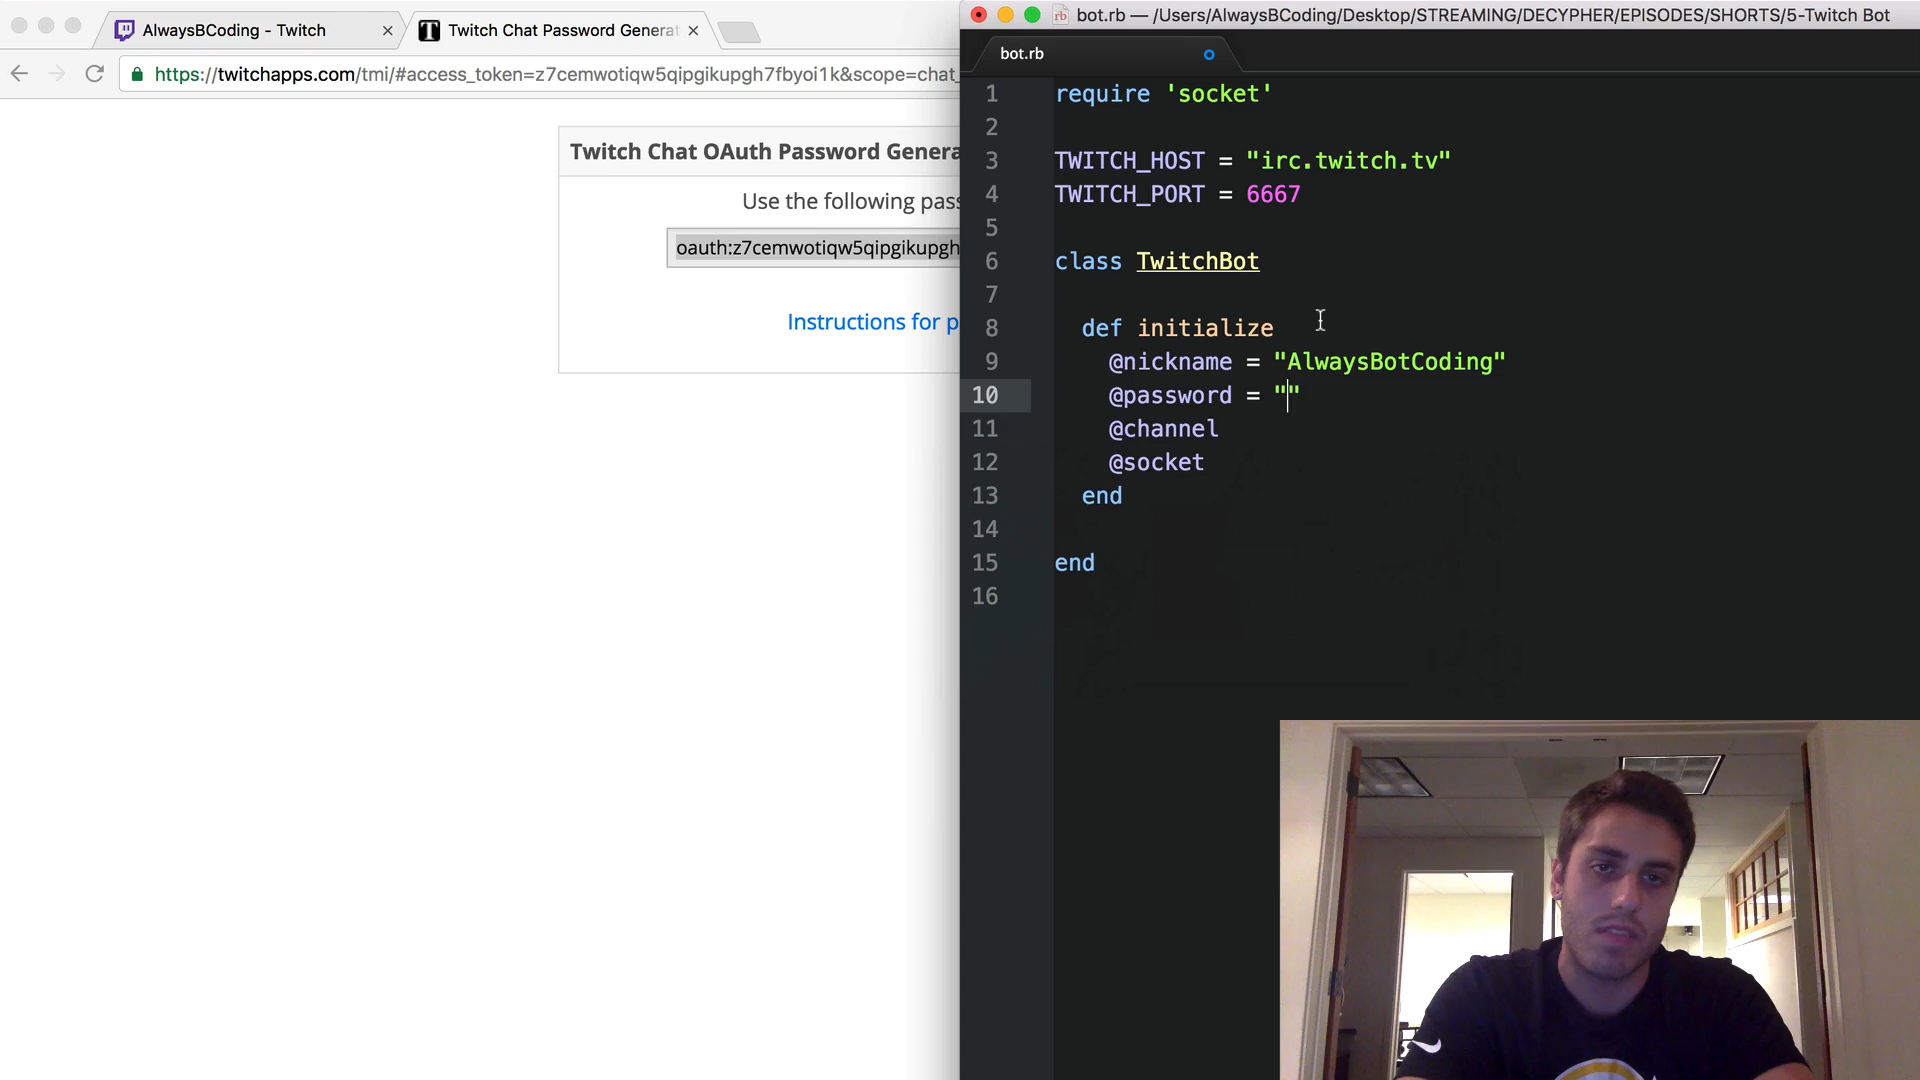 AlwaysBCoding - Twitch
Twitch Chat Password Generat
https://twitchapps.com/tmi/#access_token=z7cemwotiqw5qipgikupgh7fbyoi1k&scope=chat_
Twitch Chat OAuth Password Genera
Use the following pass
oauth:z7cemwotiqw5qipgikupgh
Instructions for p
bot.rb — /Users/AlwaysBCoding/Desktop/STREAMING/DECYPHER/EPISODES/SHORTS/5-Twitch Bot
bot.rb
1 require 'socket'
2
3 TWITCH_HOST = "irc.twitch.tv"
4 TWITCH_PORT = 6667
5
6 class TwitchBot
7
8 def initialize
9 @nickname = "AlwaysBotCoding"
10 @password = ""
11 @channel
12 @socket
13 end
14
15 end
16